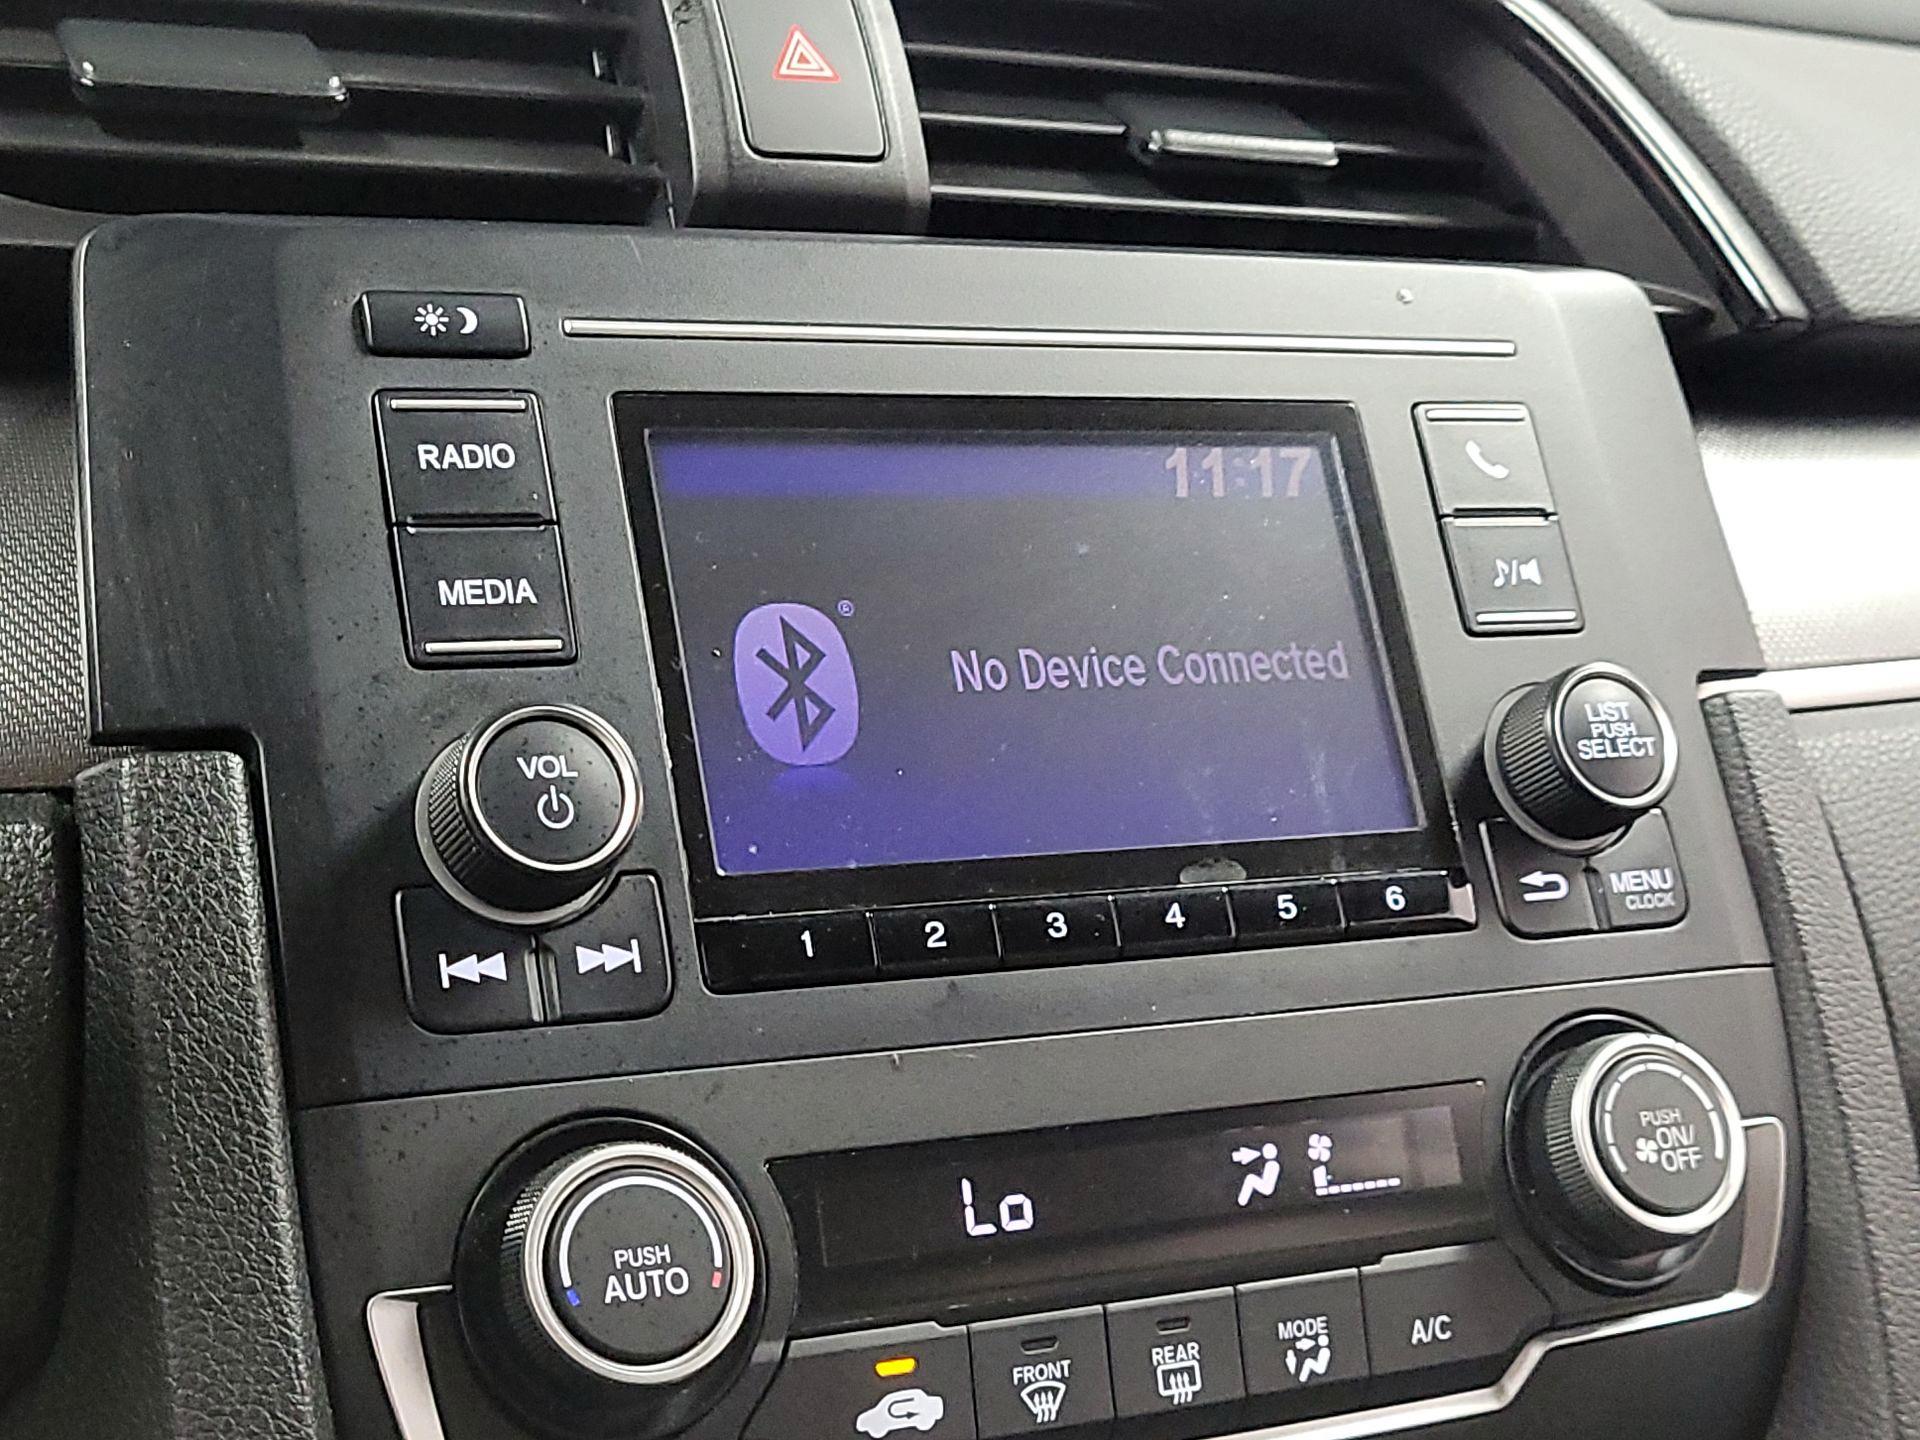 RADIO
MEDIA
VOL
11:17
®
No Device Connected
LIST
PUSH
SELECT
MENU
CLOCK
1 2 3 4 5 6
PUSH
AUTO
Lo
PUSH
ON/
OFF
FRONT
REAR
MODE
A/C